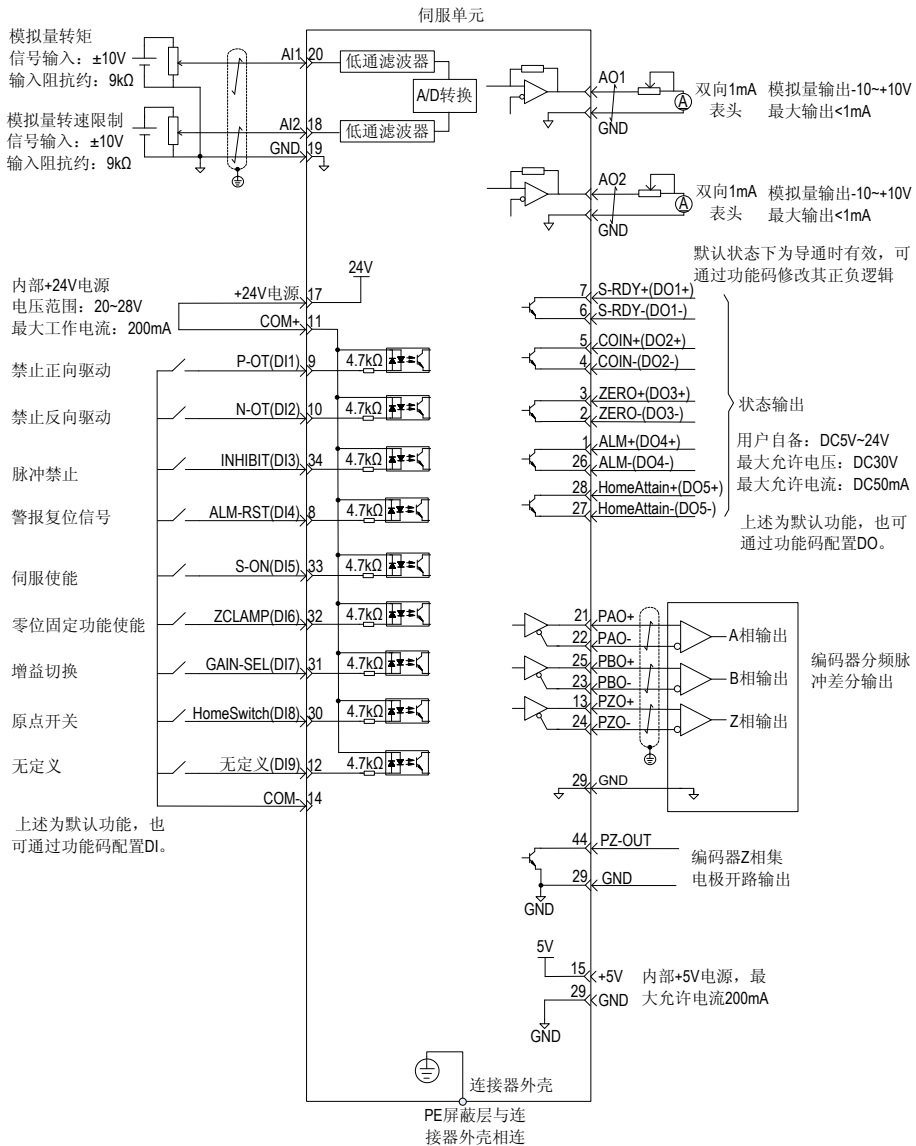 伺服单元
模拟量转矩
信号输入：±10V
输入阻抗约：9kΩ
AI1 20
低通滤波器
A/D转换
模拟量转速限制
信号输入：±10V
输入阻抗约：9kΩ
AI2 18
低通滤波器
GND 19
AO1
GND
A
双向1mA
表头
模拟量输出-10~+10V
最大输出<1mA
AO2
GND
A
双向1mA
表头
模拟量输出-10~+10V
最大输出<1mA
内部+24V电源
电压范围：20~28V
最大工作电流：200mA
24V
+24V电源 17
COM+ 11
禁止正向驱动
P-OT(DI1) 9
4.7kΩ
禁止反向驱动
N-OT(DI2) 10
4.7kΩ
脉冲禁止
INHIBIT(DI3) 34
4.7kΩ
警报复位信号
ALM-RST(DI4) 8
4.7kΩ
伺服使能
S-ON(DI5) 33
4.7kΩ
零位固定功能使能
ZCLAMP(DI6) 32
4.7kΩ
增益切换
GAIN-SEL(DI7) 31
4.7kΩ
原点开关
HomeSwitch(DI8) 30
4.7kΩ
无定义
无定义(DI9) 12
4.7kΩ
COM- 14
上述为默认功能，也
可通过功能码配置DI。
默认状态下为导通时有效，可
通过功能码修改其正负逻辑
7 S-RDY+(DO1+)
6 S-RDY-(DO1-)
5 COIN+(DO2+)
4 COIN-(DO2-)
3 ZERO+(DO3+)
2 ZERO-(DO3-)
1 ALM+(DO4+)
26 ALM-(DO4-)
28 HomeAttain+(DO5+)
27 HomeAttain-(DO5-)
状态输出
用户自备：DC5V~24V
最大允许电压：DC30V
最大允许电流：DC50mA
上述为默认功能，也可
通过功能码配置DO。
21 PAO+
22 PAO-
A相输出
25 PBO+
23 PBO-
B相输出
13 PZO+
24 PZO-
Z相输出
编码器分频脉
冲差分输出
29 GND
44 PZ-OUT
29 GND
GND
编码器Z相集
电极开路输出
5V
15 +5V
29 GND
GND
内部+5V电源，最
大允许电流200mA
连接器外壳
PE屏蔽层与连
接器外壳相连